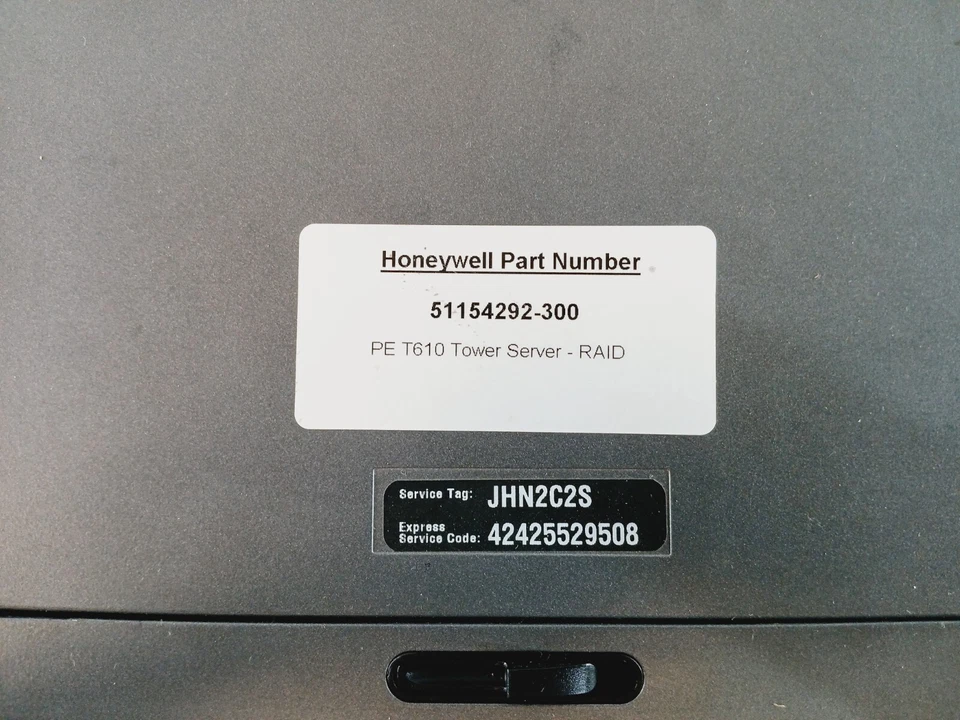 Honeywell Part Number
51154292-300
PE T610 Tower Server - RAID
Service Tag: JHN2C2S
Express
Service Code: 42425529508